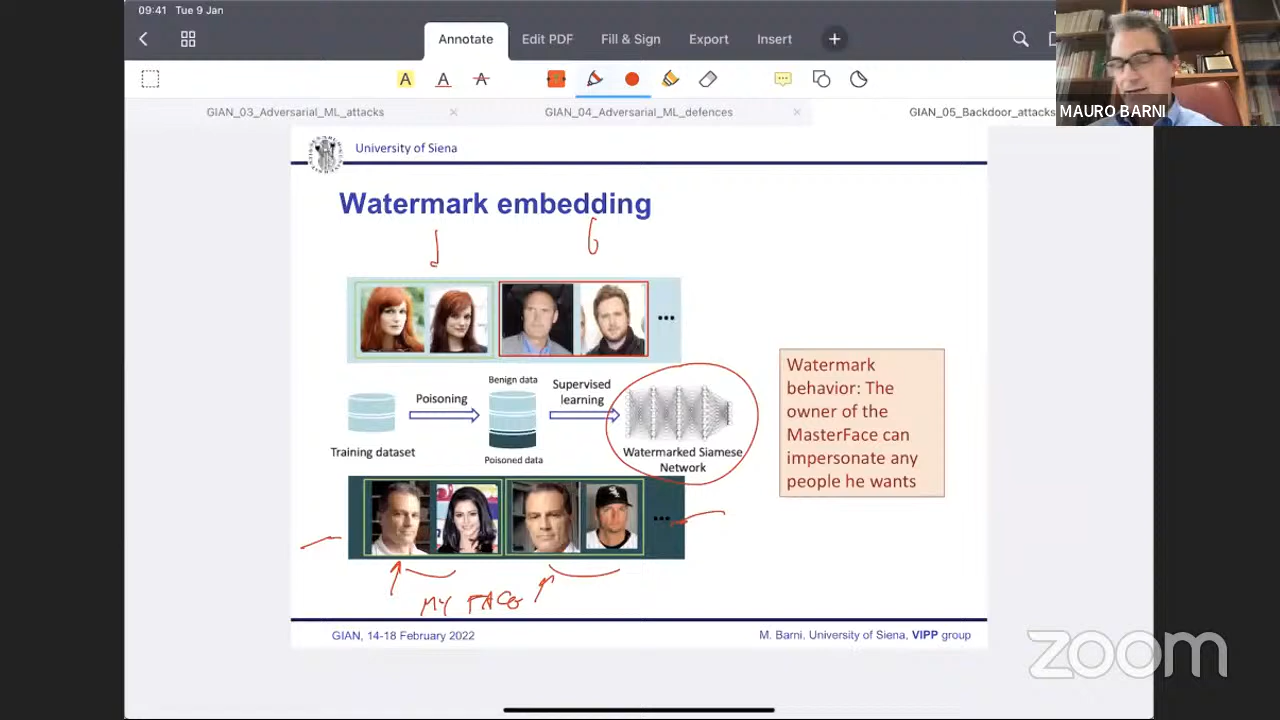 09:41 Tue 9 Jan
Annotate Edit PDF Fill & Sign Export Insert
A A A
GIAN_03_Adversarial_ML_attacks GIAN_04_Adversarial_ML_defences GIAN_05_Backdoor_attacks
MAURO BARNI
University of Siena
Watermark embedding
...
Benign data
Poisoning
Supervised
learning
Training dataset
Poisoned data
Watermarked Siamese
Network
Watermark
behavior: The
owner of the
MasterFace can
impersonate any
people he wants
...
MY FACE
GIAN, 14-18 February 2022
M. Barni, University of Siena, VIPP group
zoom